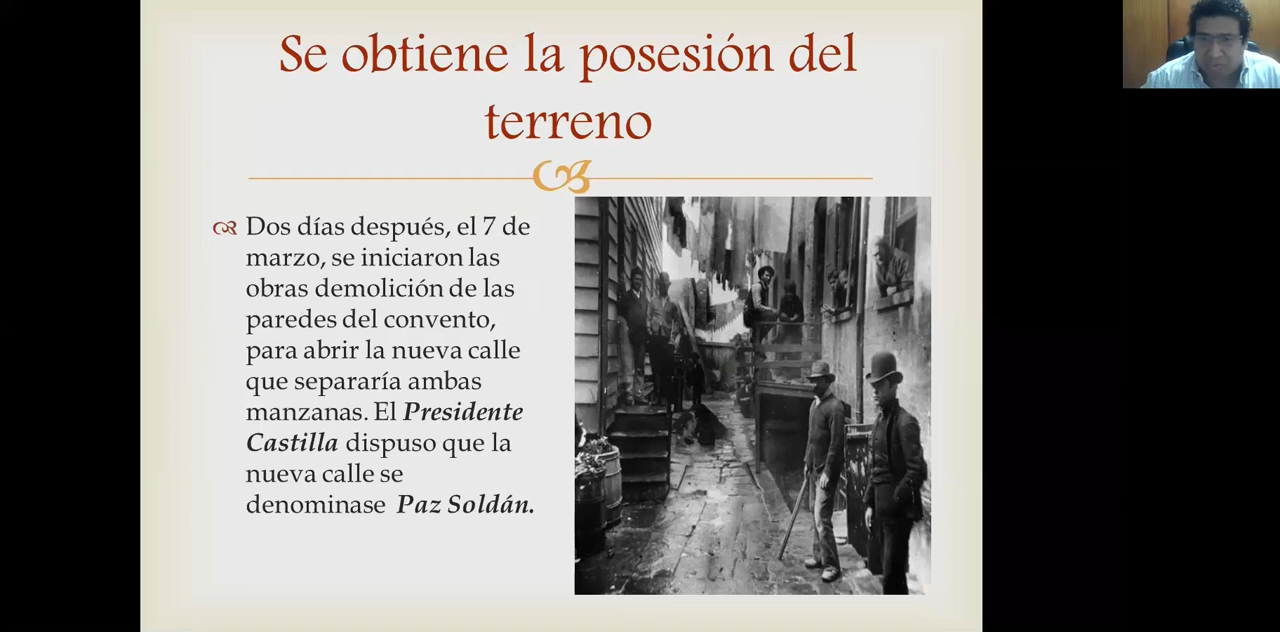 Se obtiene la posesión del
terreno
Dos días después, el 7 de
marzo, se iniciaron las
obras demolición de las
paredes del convento,
para abrir la nueva calle
que separaría ambas
manzanas. El Presidente
Castilla dispuso que la
nueva calle se
denominase Paz Soldán.